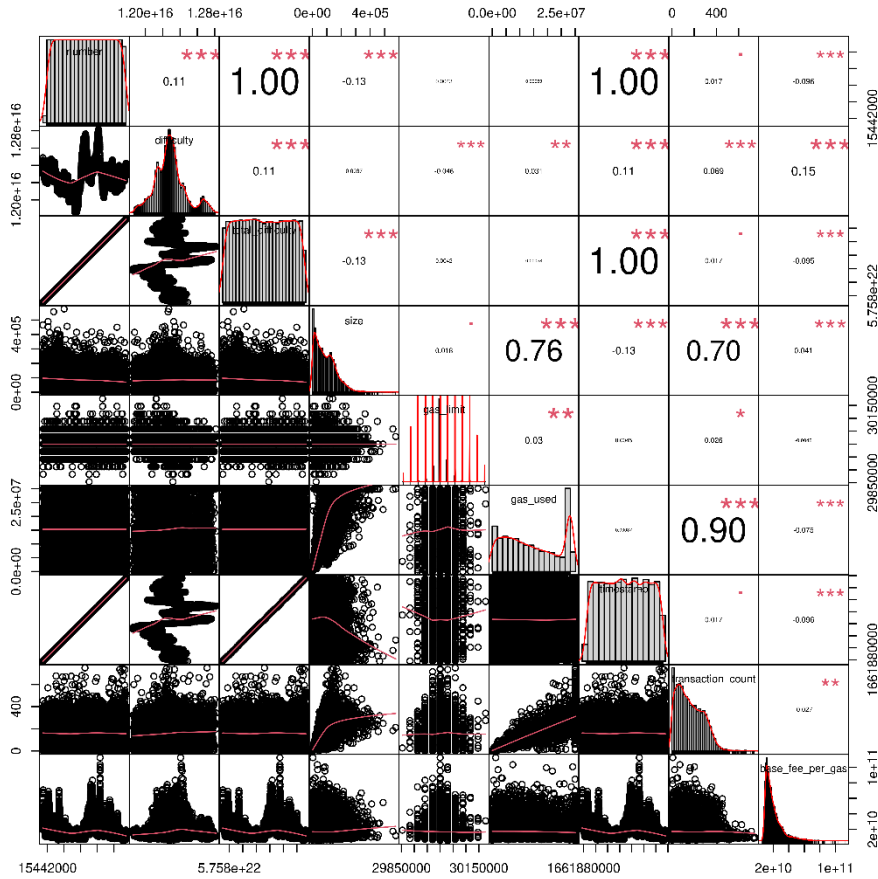 1.20e+16 1.28e+16 0e+00 4e+05 0.0e+00 2.5e+07 0 400
number *** 0.11 *** 1.00 *** -0.13 *** 1.00 . 0.017 *** -0.096
15442000
1.20e+16 1.28e+16
difficulty *** 0.11 *** -0.046 ** 0.031 *** 0.11 *** 0.069 *** 0.15
total_difficulty *** -0.13 *** 1.00 . 0.017 *** -0.095
5.758e+22
0e+00 4e+05
size . 0.016 *** 0.76 *** -0.13 *** 0.70 *** 0.041
gas_limit ** 0.03 * 0.026
29850000 30150000
0.0e+00 2.5e+07
gas_used *** 0.90 *** -0.073
timestamp . 0.017 *** -0.096
1661880000
0 400
transaction_count ** 0.027
base_fee_per_gas
2e+10 1e+11
15442000 5.758e+22 29850000 30150000 1661880000 2e+10 1e+11